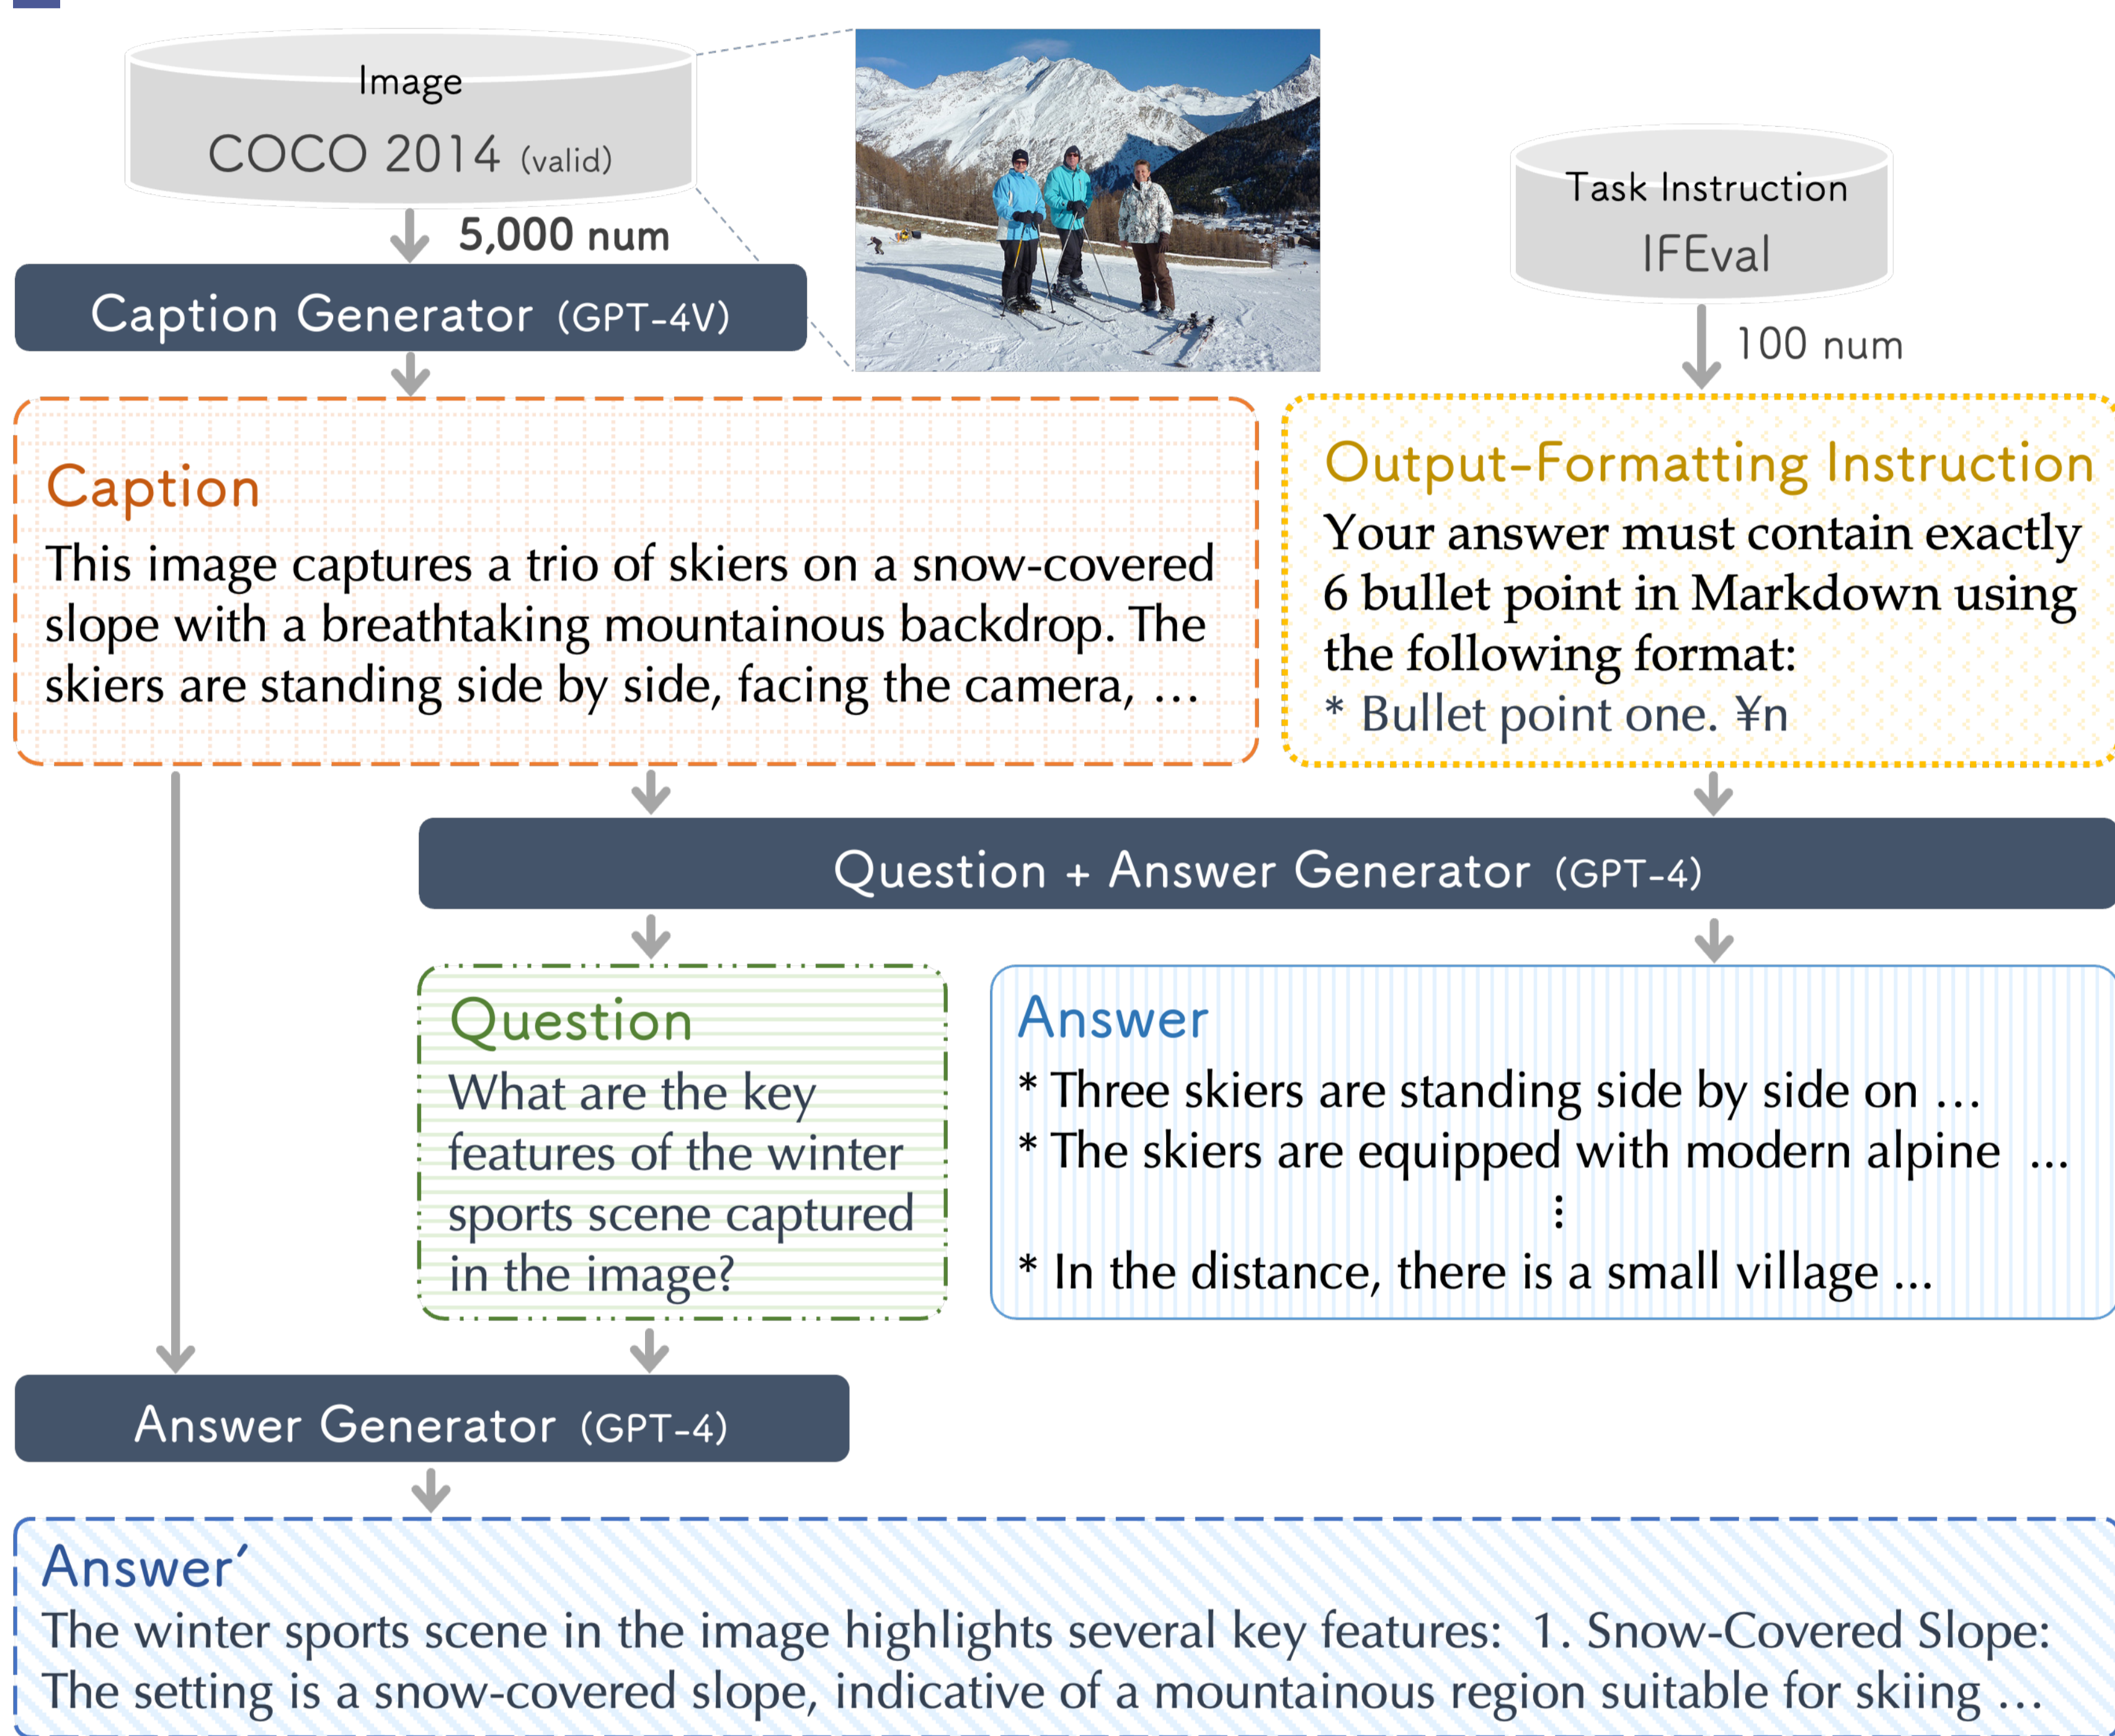 Image
COCO 2014 (valid)
5,000 num
Caption Generator (GPT-4V)
Task Instruction
IFEval
100 num
Caption
This image captures a trio of skiers on a snow-covered
slope with a breathtaking mountainous backdrop. The
skiers are standing side by side, facing the camera, ...
Output-Formatting Instruction
Your answer must contain exactly
6 bullet point in Markdown using
the following format:
* Bullet point one. ¥n
Question + Answer Generator (GPT-4)
Question
What are the key
features of the winter
sports scene captured
in the image?
Answer
* Three skiers are standing side by side on ...
* The skiers are equipped with modern alpine ...
⋮
* In the distance, there is a small village ...
Answer Generator (GPT-4)
Answer′
The winter sports scene in the image highlights several key features: 1. Snow-Covered Slope:
The setting is a snow-covered slope, indicative of a mountainous region suitable for skiing ...